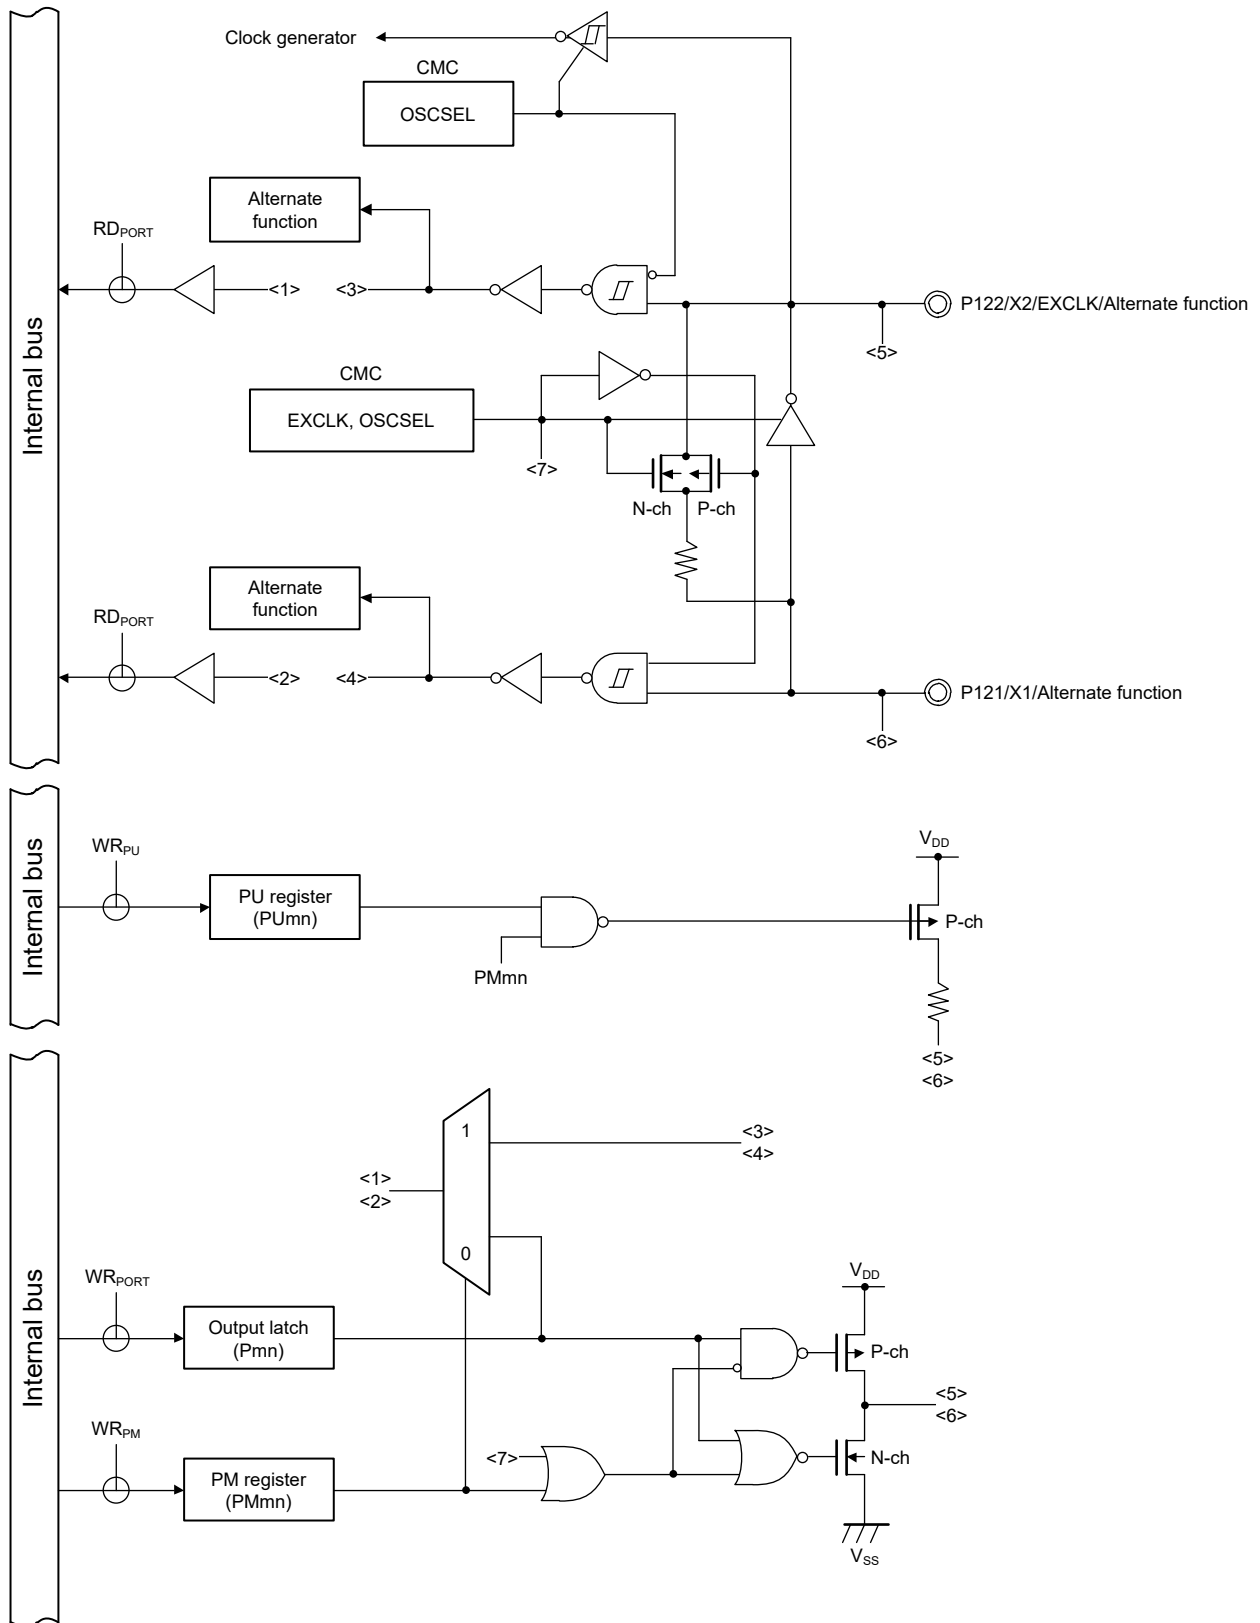 Clock generator
CMC
OSCSEL
Alternate
function
RDPORT
<1>
<3>
P122/X2/EXCLK/Alternate function
<5>
Internal bus
CMC
EXCLK, OSCSEL
<7>
N-ch
P-ch
Alternate
function
RDPORT
<2>
<4>
P121/X1/Alternate function
<6>
Internal bus
WRPU
PU register
(PUmn)
PMmn
VDD
P-ch
<5>
<6>
Internal bus
1
<3>
<4>
<1>
<2>
0
WRPORT
Output latch
(Pmn)
VDD
P-ch
<5>
<6>
WRPM
PM register
(PMmn)
<7>
N-ch
VSS